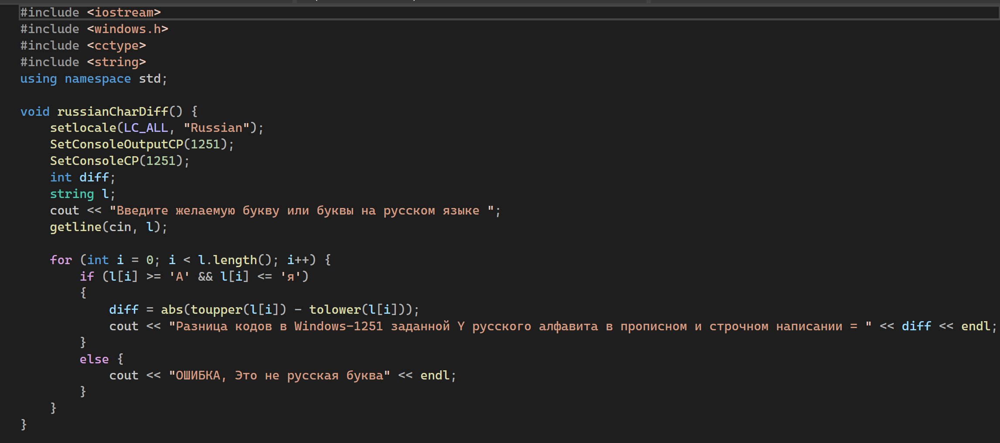 #include <iostream>
#include <windows.h>
#include <cctype>
#include <string>
using namespace std;

void russianCharDiff() {
    setlocale(LC_ALL, "Russian");
    SetConsoleOutputCP(1251);
    SetConsoleCP(1251);
    int diff;
    string l;
    cout << "Введите желаемую букву или буквы на русском языке ";
    getline(cin, l);

    for (int i = 0; i < l.length(); i++) {
        if (l[i] >= 'А' && l[i] <= 'я')
        {
            diff = abs(toupper(l[i]) - tolower(l[i]));
            cout << "Разница кодов в Windows-1251 заданной Y русского алфавита в прописном и строчном написании = " << diff << endl;
        }
        else {
            cout << "ОШИБКА, Это не русская буква" << endl;
        }
    }
}